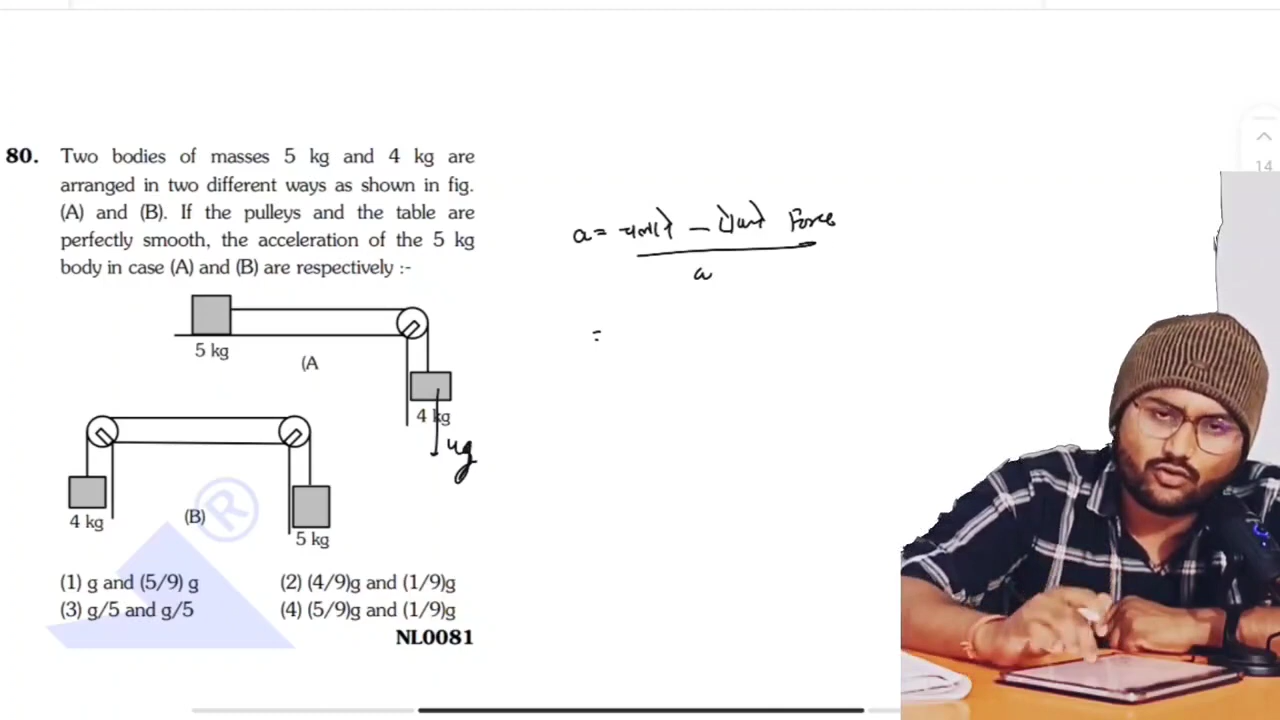 14
80. Two bodies of masses 5 kg and 4 kg are
arranged in two different ways as shown in fig.
(A) and (B). If the pulleys and the table are
perfectly smooth, the acceleration of the 5 kg
body in case (A) and (B) are respectively :-
a = Force
a
=
5 kg
(A
4 kg
4g
4 kg
(B)
5 kg
®
(1) g and (5/9) g (2) (4/9)g and (1/9)g
(3) g/5 and g/5 (4) (5/9)g and (1/9)g
NL0081